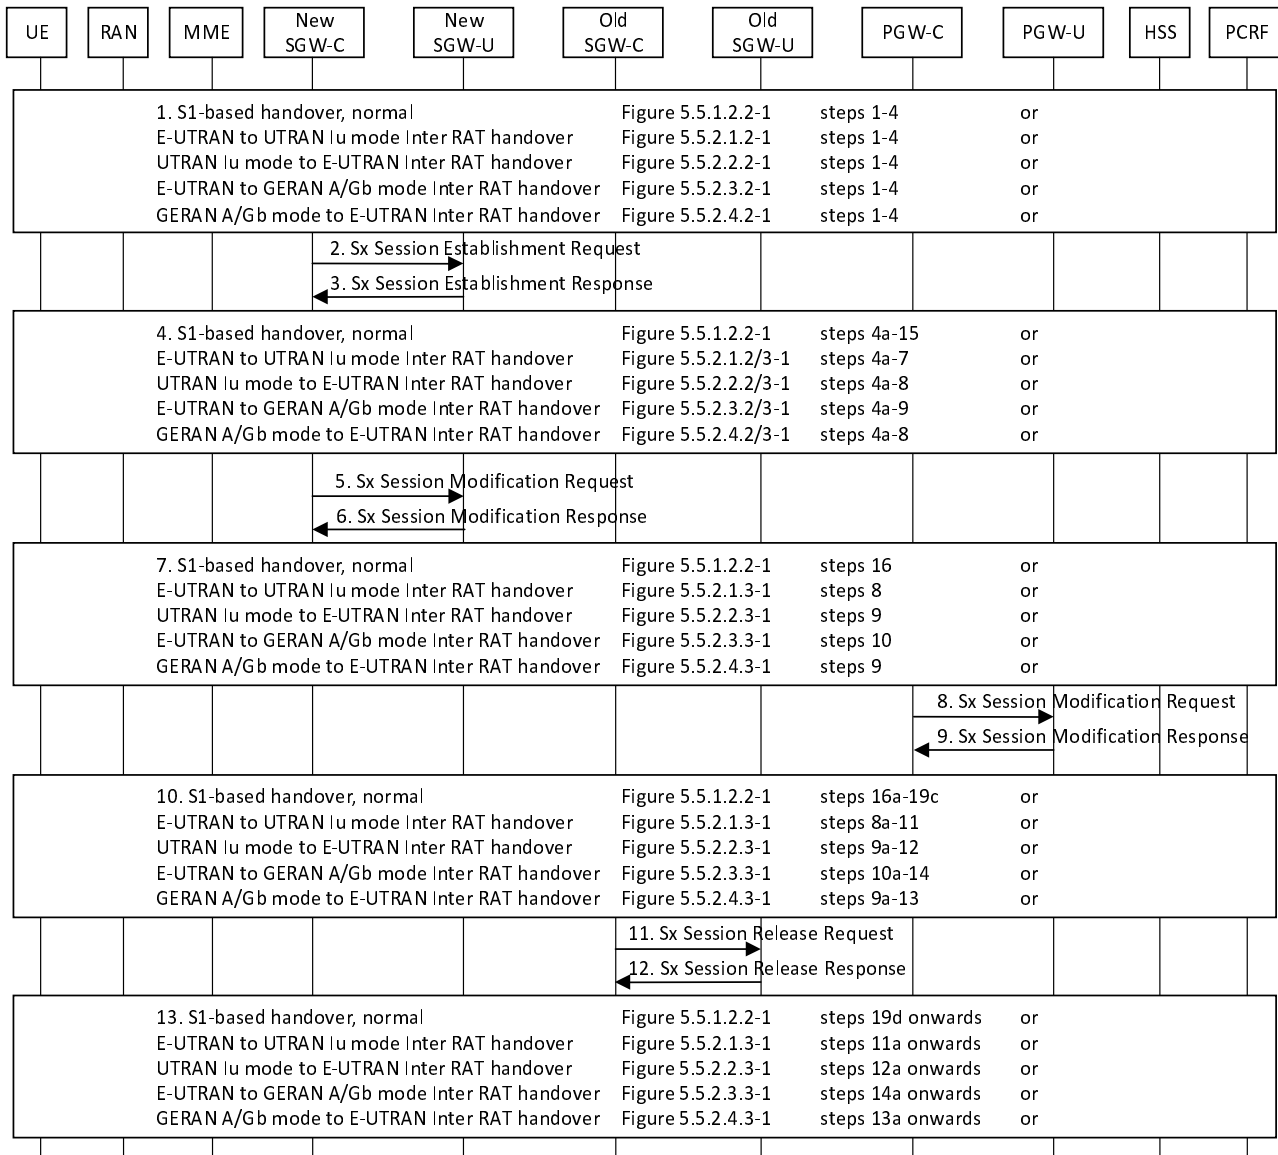 UE RAN MME New SGW-C New SGW-U Old SGW-C Old SGW-U PGW-C PGW-U HSS PCRF
1. S1-based handover, normal Figure 5.5.1.2.2-1 steps 1-4 or
E-UTRAN to UTRAN Iu mode Inter RAT handover Figure 5.5.2.1.2-1 steps 1-4 or
UTRAN Iu mode to E-UTRAN Inter RAT handover Figure 5.5.2.2.2-1 steps 1-4 or
E-UTRAN to GERAN A/Gb mode Inter RAT handover Figure 5.5.2.3.2-1 steps 1-4 or
GERAN A/Gb mode to E-UTRAN Inter RAT handover Figure 5.5.2.4.2-1 steps 1-4 or
2. Sx Session Establishment Request
3. Sx Session Establishment Response
4. S1-based handover, normal Figure 5.5.1.2.2-1 steps 4a-15 or
E-UTRAN to UTRAN Iu mode Inter RAT handover Figure 5.5.2.1.2/3-1 steps 4a-7 or
UTRAN Iu mode to E-UTRAN Inter RAT handover Figure 5.5.2.2.2/3-1 steps 4a-8 or
E-UTRAN to GERAN A/Gb mode Inter RAT handover Figure 5.5.2.3.2/3-1 steps 4a-9 or
GERAN A/Gb mode to E-UTRAN Inter RAT handover Figure 5.5.2.4.2/3-1 steps 4a-8 or
5. Sx Session Modification Request
6. Sx Session Modification Response
7. S1-based handover, normal Figure 5.5.1.2.2-1 steps 16 or
E-UTRAN to UTRAN Iu mode Inter RAT handover Figure 5.5.2.1.3-1 steps 8 or
UTRAN Iu mode to E-UTRAN Inter RAT handover Figure 5.5.2.2.3-1 steps 9 or
E-UTRAN to GERAN A/Gb mode Inter RAT handover Figure 5.5.2.3.3-1 steps 10 or
GERAN A/Gb mode to E-UTRAN Inter RAT handover Figure 5.5.2.4.3-1 steps 9 or
8. Sx Session Modification Request
9. Sx Session Modification Response
10. S1-based handover, normal Figure 5.5.1.2.2-1 steps 16a-19c or
E-UTRAN to UTRAN Iu mode Inter RAT handover Figure 5.5.2.1.3-1 steps 8a-11 or
UTRAN Iu mode to E-UTRAN Inter RAT handover Figure 5.5.2.2.3-1 steps 9a-12 or
E-UTRAN to GERAN A/Gb mode Inter RAT handover Figure 5.5.2.3.3-1 steps 10a-14 or
GERAN A/Gb mode to E-UTRAN Inter RAT handover Figure 5.5.2.4.3-1 steps 9a-13 or
11. Sx Session Release Request
12. Sx Session Release Response
13. S1-based handover, normal Figure 5.5.1.2.2-1 steps 19d onwards or
E-UTRAN to UTRAN Iu mode Inter RAT handover Figure 5.5.2.1.3-1 steps 11a onwards or
UTRAN Iu mode to E-UTRAN Inter RAT handover Figure 5.5.2.2.3-1 steps 12a onwards or
E-UTRAN to GERAN A/Gb mode Inter RAT handover Figure 5.5.2.3.3-1 steps 14a onwards or
GERAN A/Gb mode to E-UTRAN Inter RAT handover Figure 5.5.2.4.3-1 steps 13a onwards or